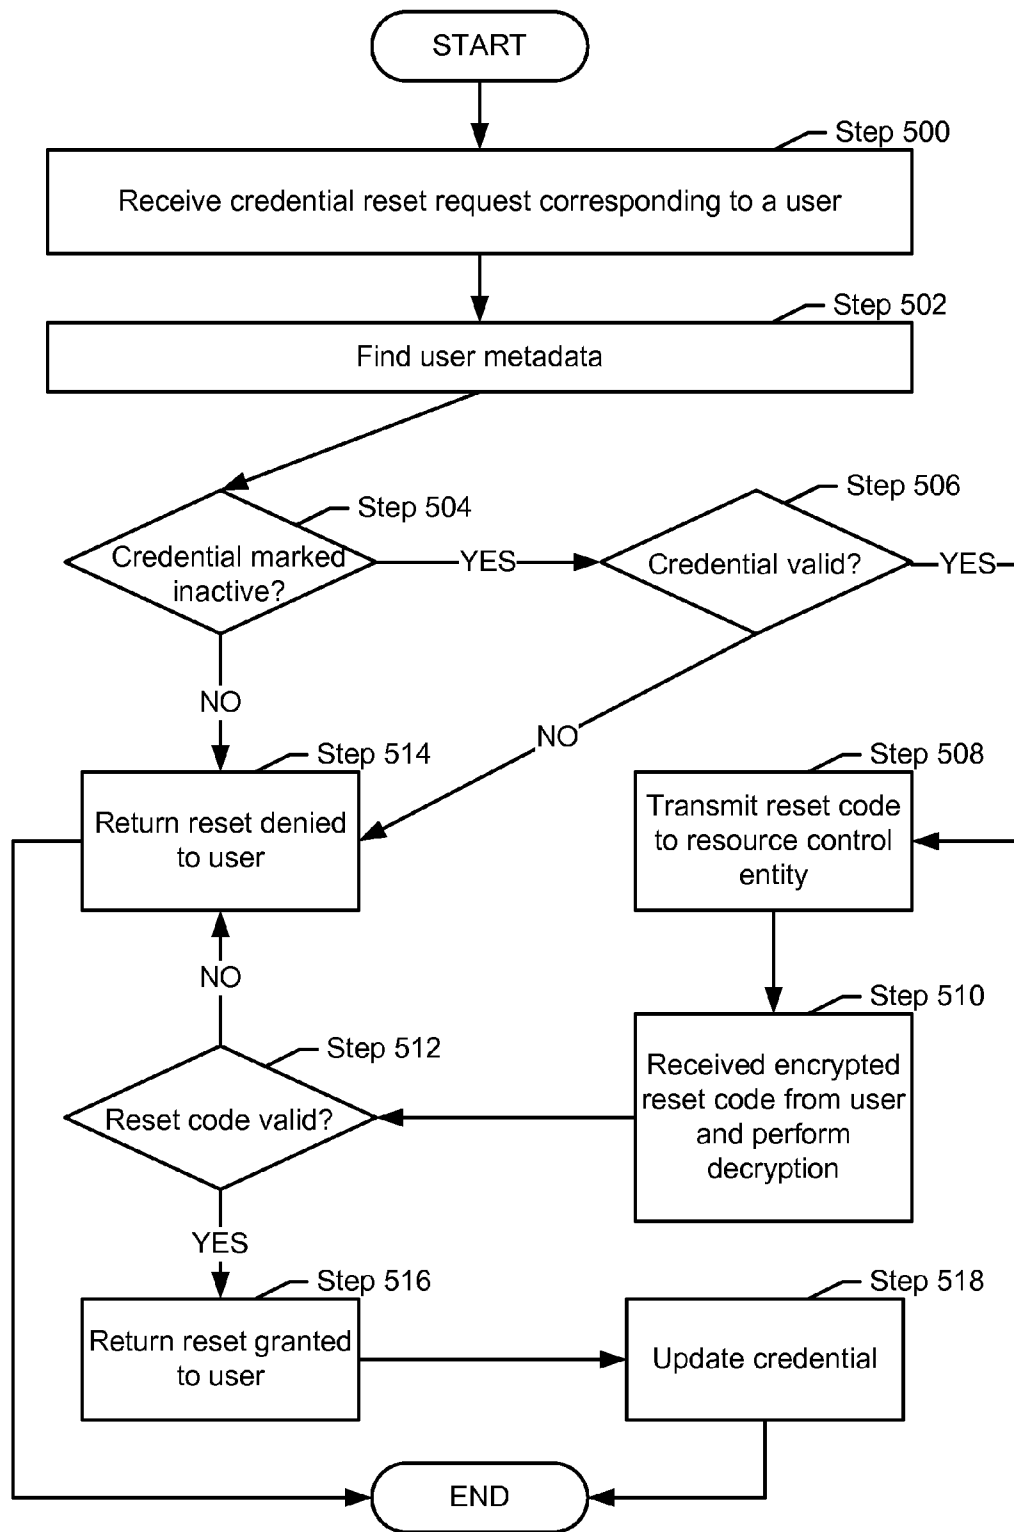 START
Step 500
Receive credential reset request corresponding to a user
Step 502
Find user metadata
Step 504
Credential marked
inactive?
YES
Step 506
Credential valid?
YES
NO
NO
Step 514
Return reset denied
to user
Step 508
Transmit reset code
to resource control
entity
NO
Step 510
Received encrypted
reset code from user
and perform
decryption
Step 512
Reset code valid?
YES
Step 516
Return reset granted
to user
Step 518
Update credential
END